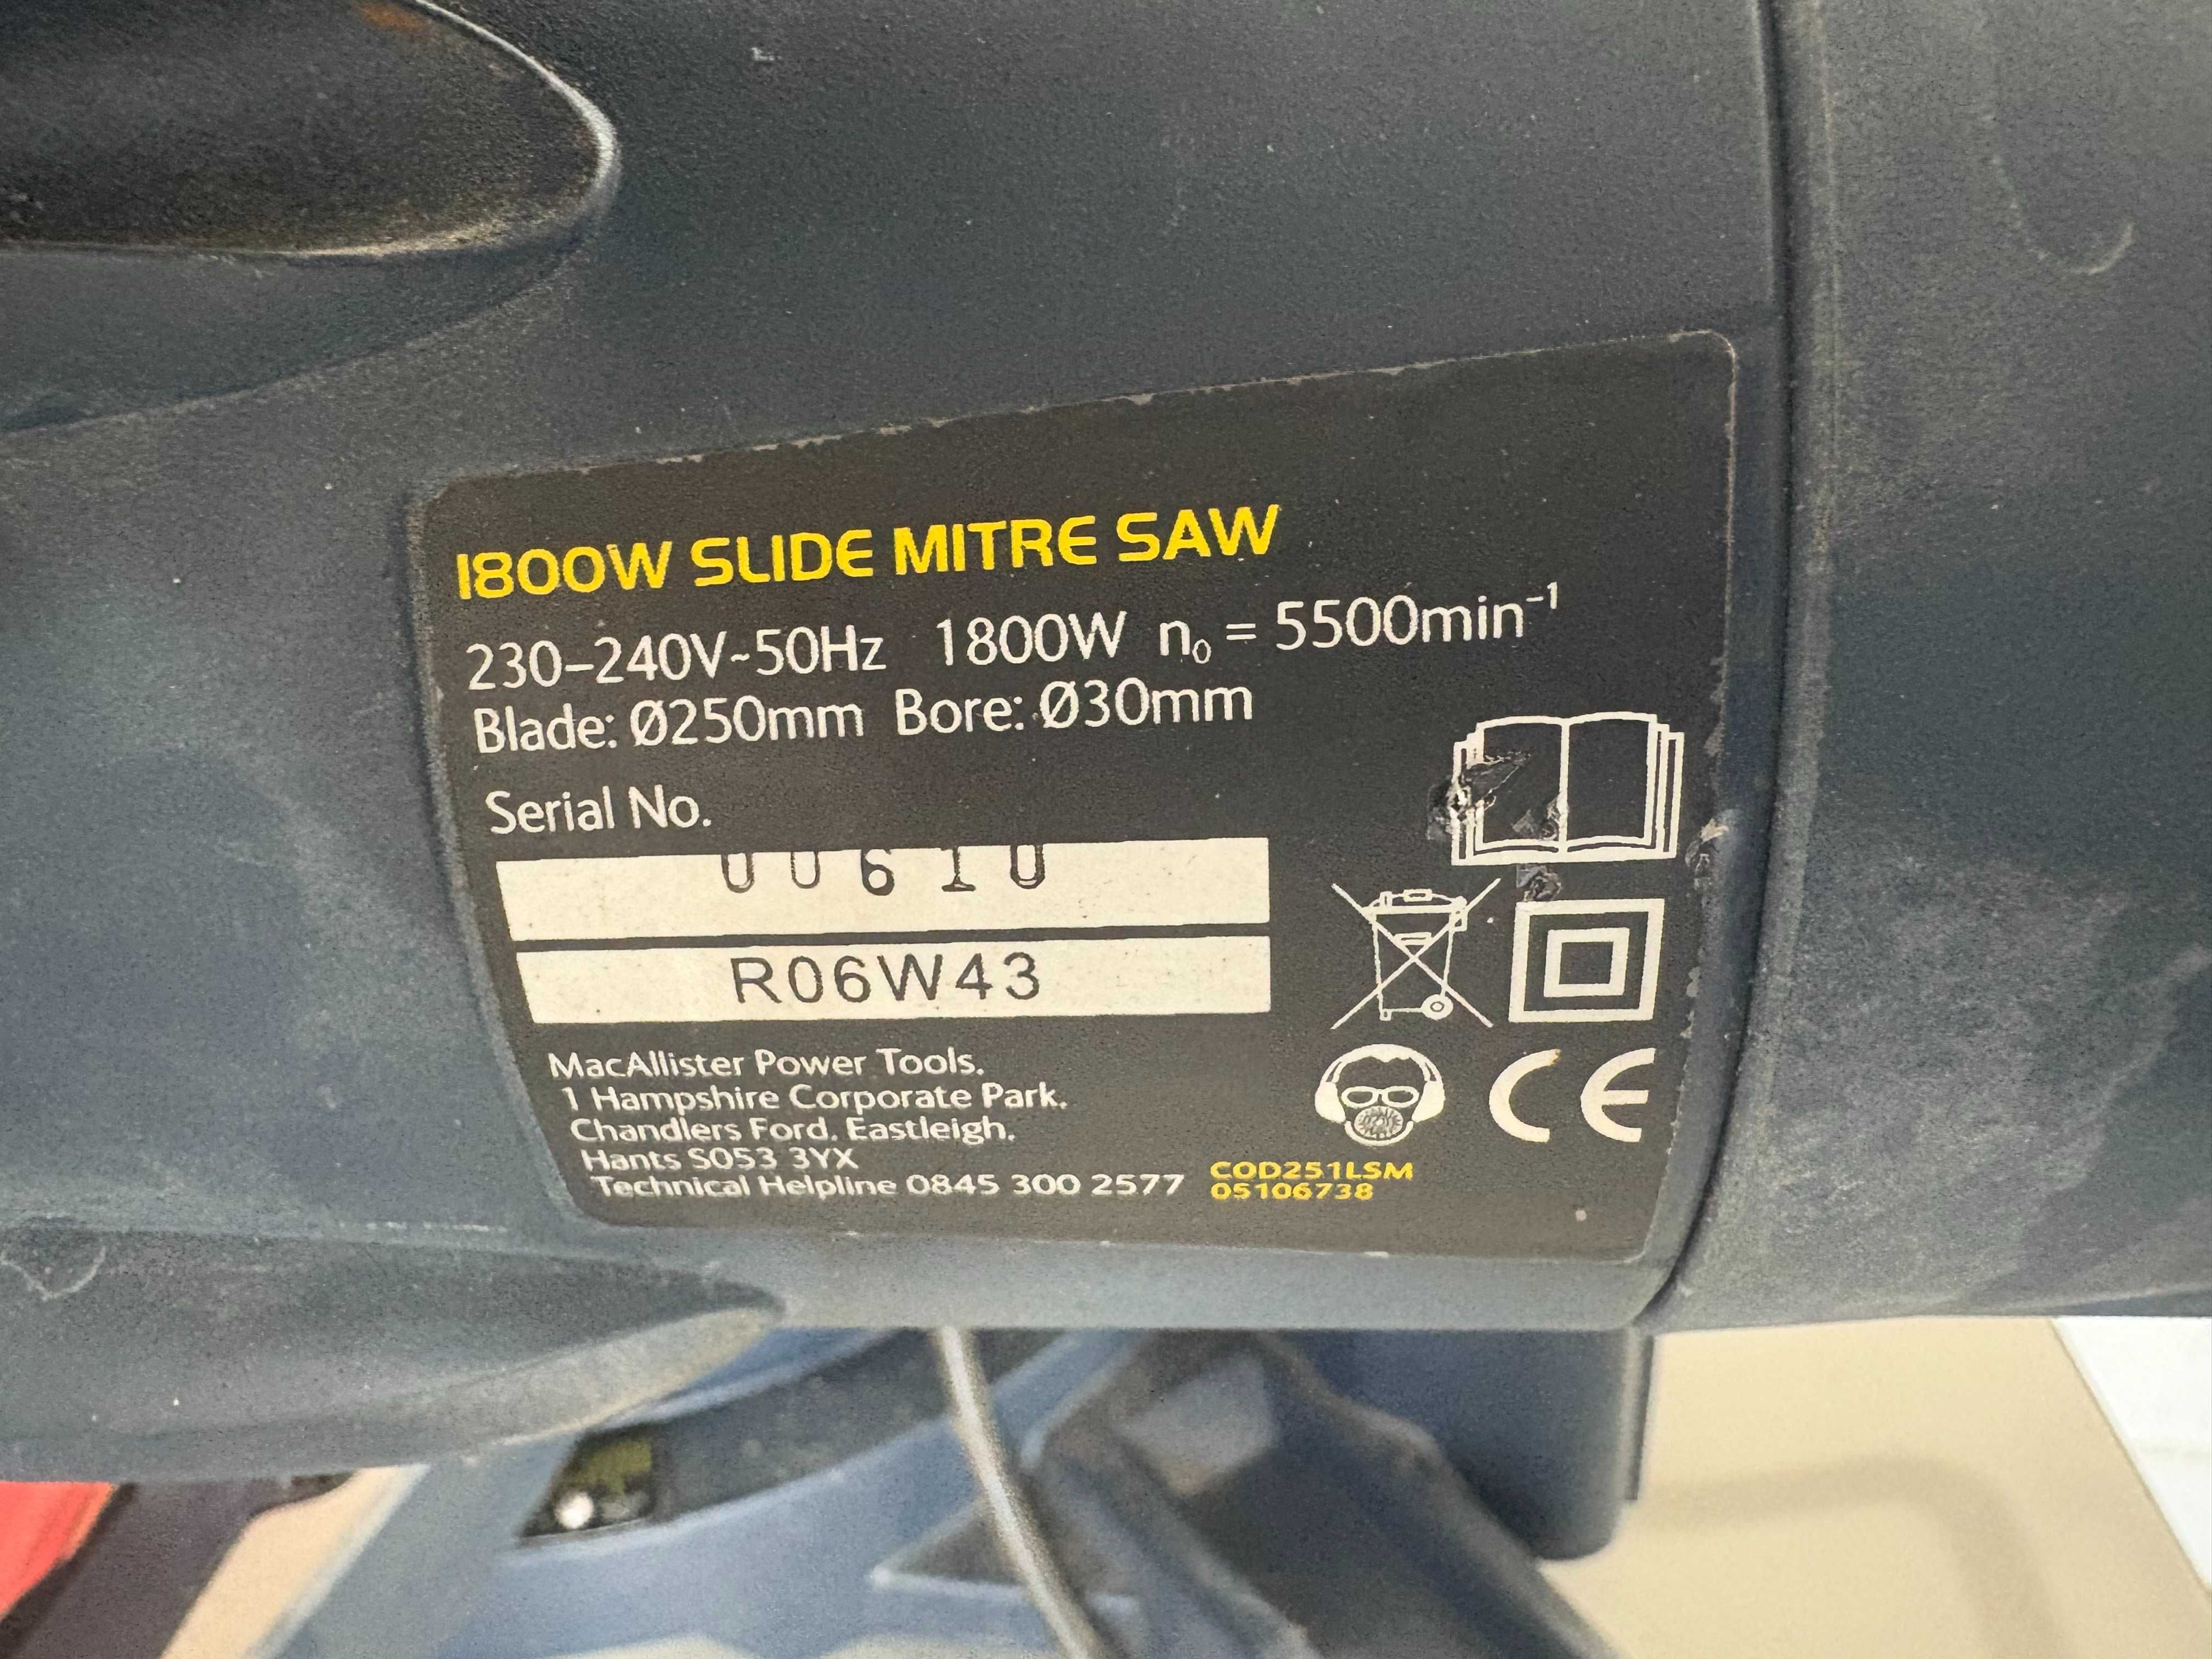 1800W SLIDE MITRE SAW
230–240V~50Hz 1800W n₀ = 5500min⁻¹
Blade: Ø250mm Bore: Ø30mm
Serial No.
00610
R06W43
MacAllister Power Tools.
1 Hampshire Corporate Park.
Chandlers Ford. Eastleigh.
Hants SO53 3YX
Technical Helpline 0845 300 2577
CE
COD251LSM
05106738